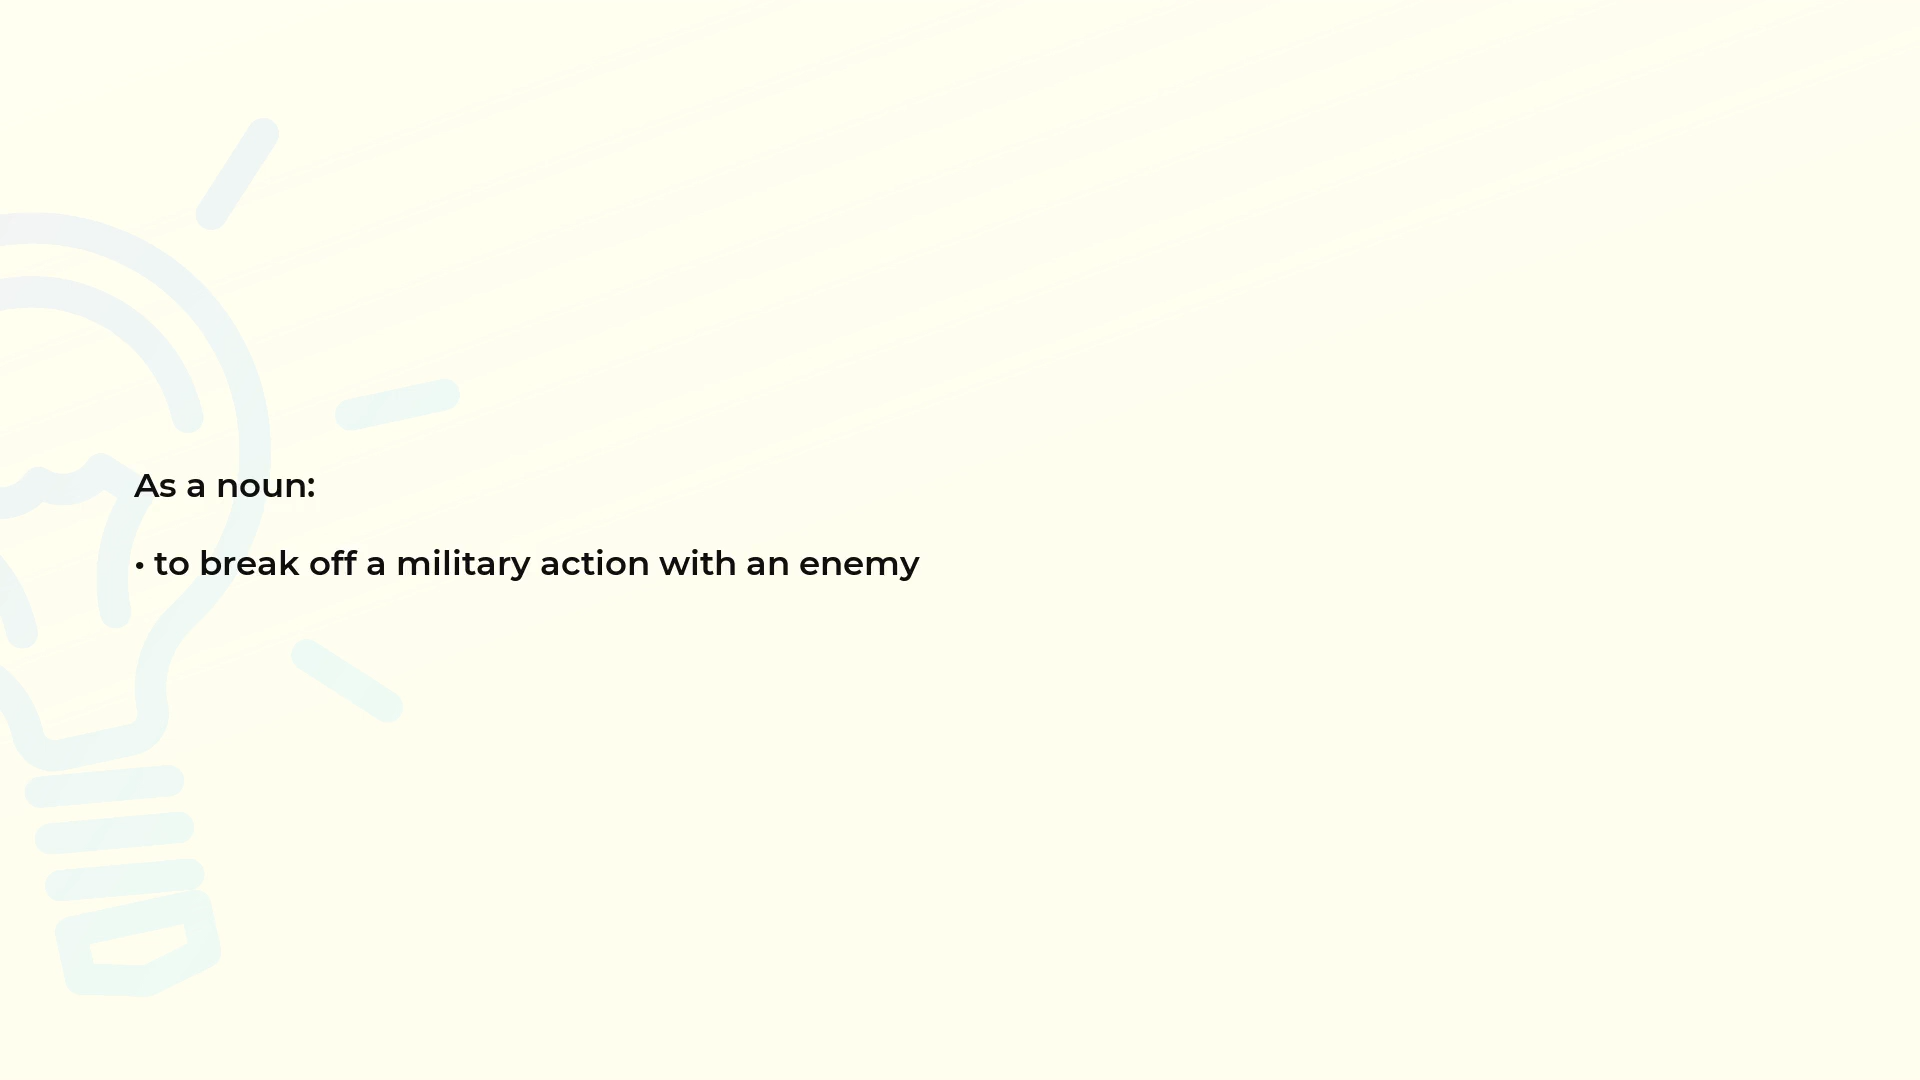 As a noun:
• to break off a military action with an enemy